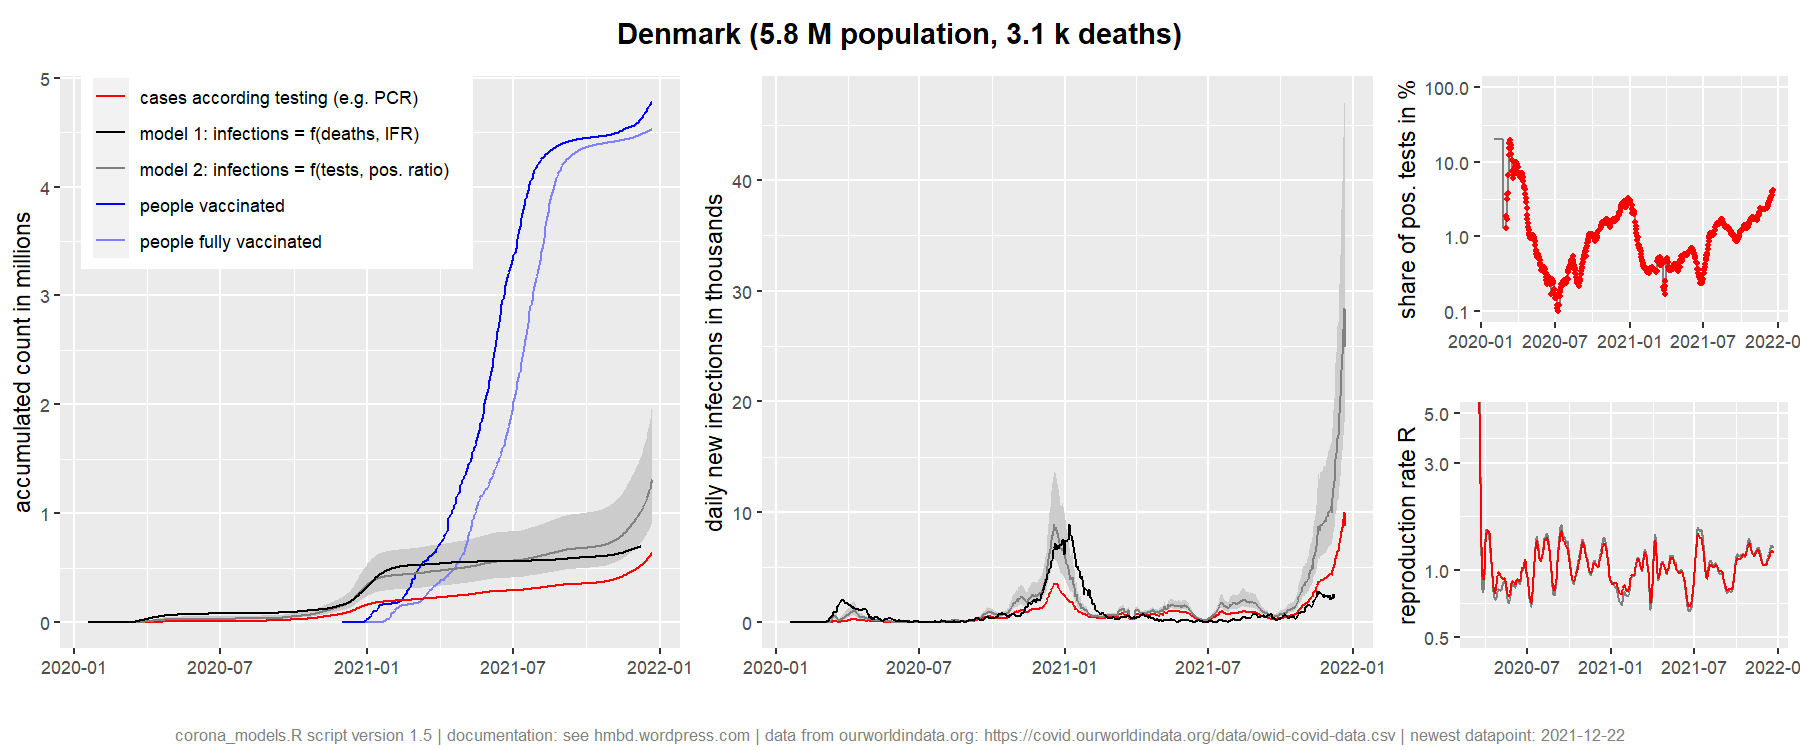 Denmark (5.8 M population, 3.1 k deaths)
accumulated count in millions
5
4
3
2
1
0
cases according testing (e.g. PCR)
model 1: infections = f(deaths, IFR)
model 2: infections = f(tests, pos. ratio)
people vaccinated
people fully vaccinated
2020-01 2020-07 2021-01 2021-07 2022-01
daily new infections in thousands
40
30
20
10
0
2020-01 2020-07 2021-01 2021-07 2022-01
share of pos. tests in %
100.0
10.0
1.0
0.1
2020-01 2020-07 2021-01 2021-07 2022-0
reproduction rate R
5.0
3.0
1.0
0.5
2020-07 2021-01 2021-07 2022-0
corona_models.R script version 1.5 | documentation: see hmbd.wordpress.com | data from ourworldindata.org: https://covid.ourworldindata.org/data/owid-covid-data.csv | newest datapoint: 2021-12-22